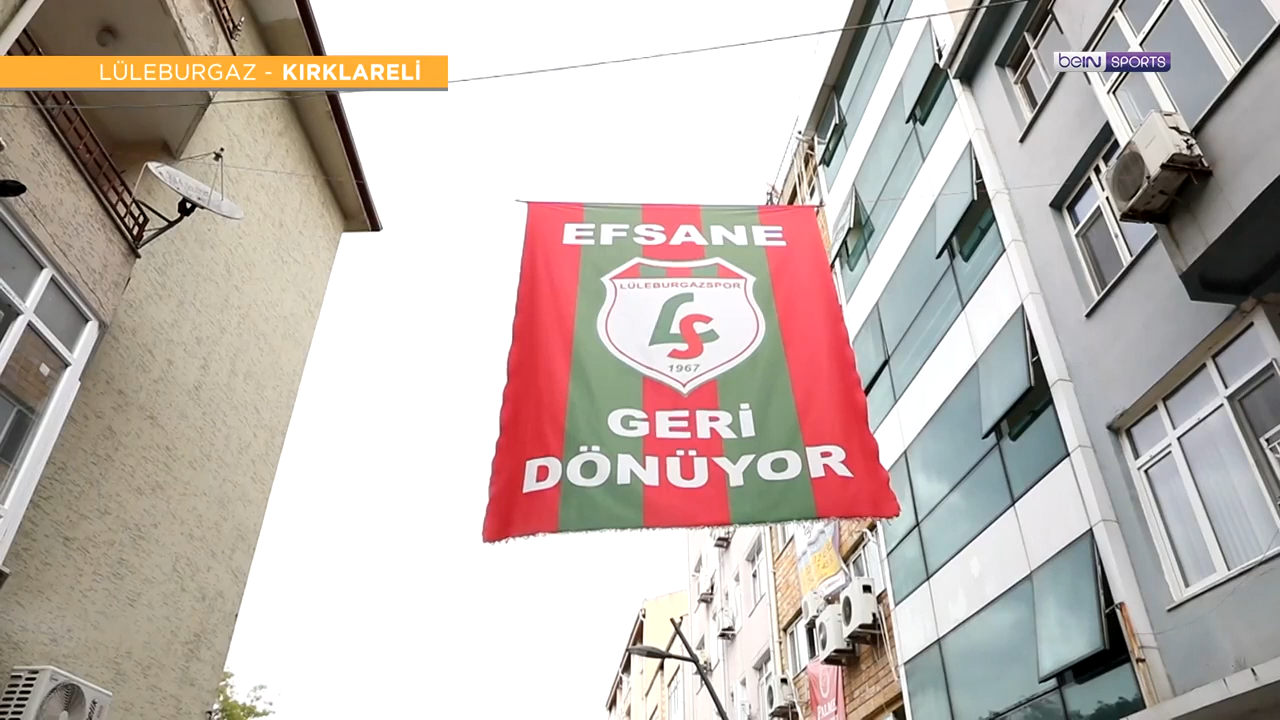 LÜLEBURGAZ - KIRKLARELİ
beIN SPORTS
EFSANE
LÜLEBURGAZSPOR
LS
1967
GERİ
DÖNÜYOR